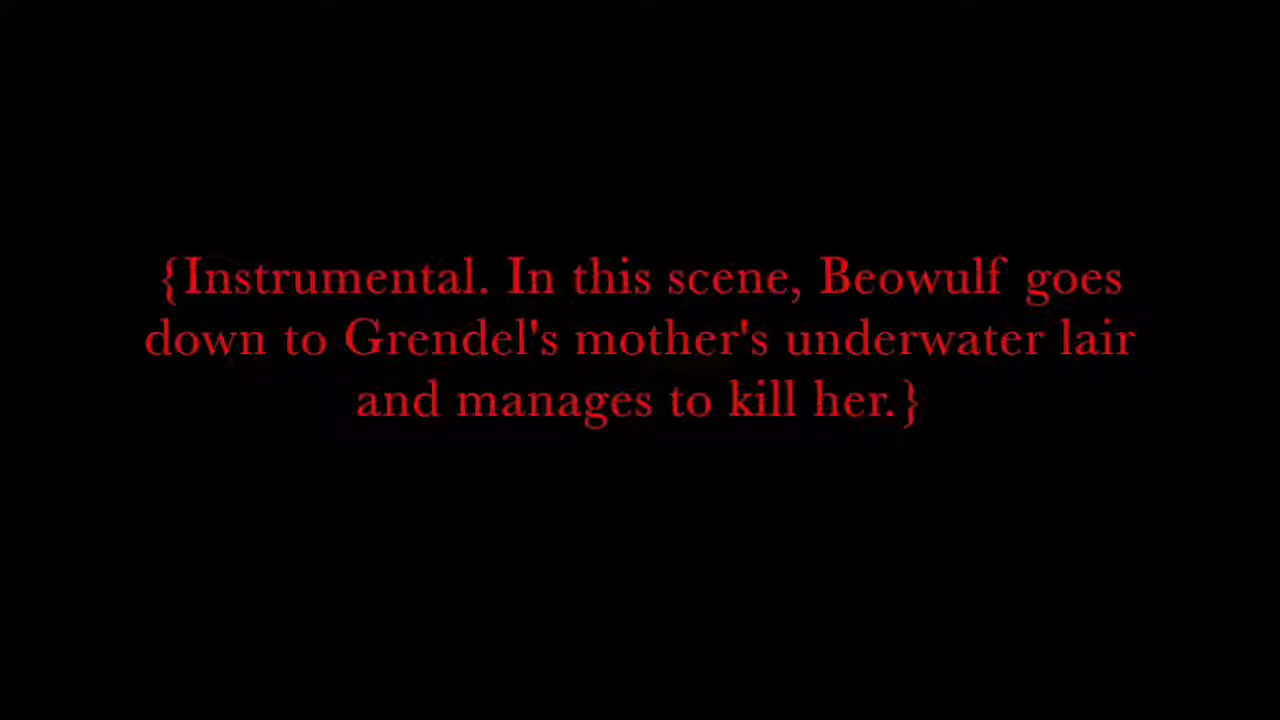 {Instrumental. In this scene, Beowulf goes
down to Grendel's mother's underwater lair
and manages to kill her.}